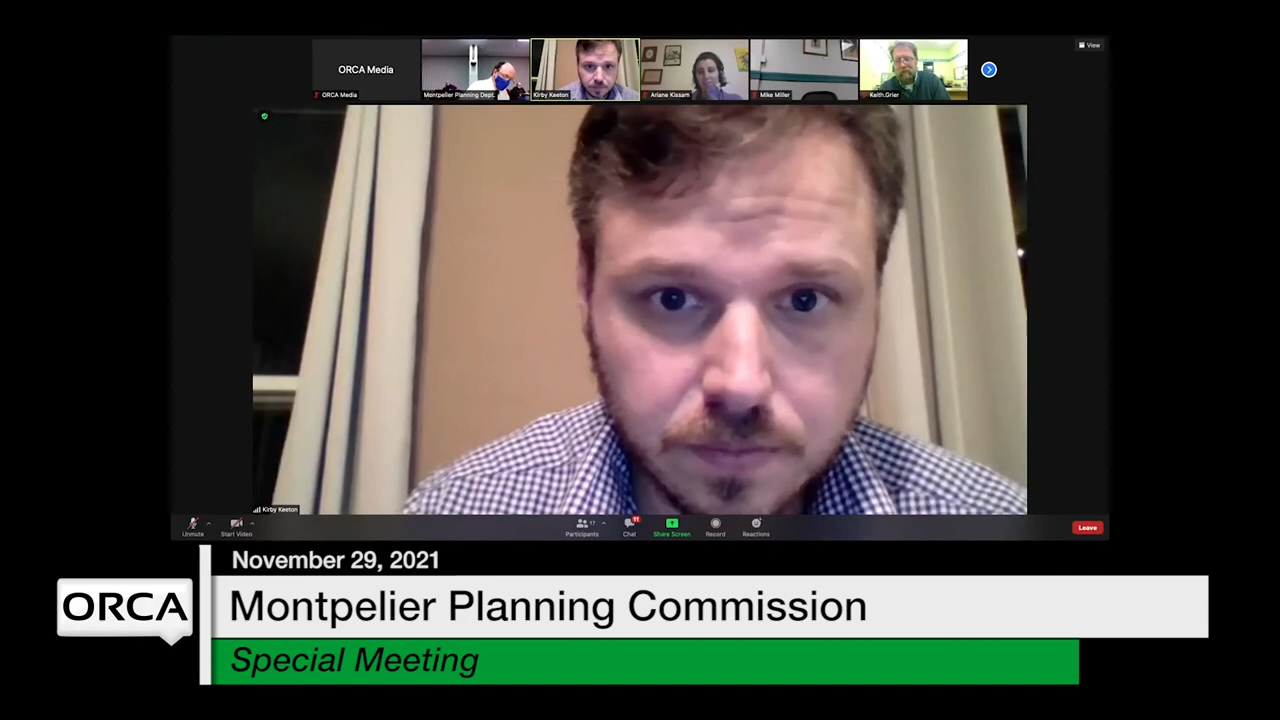 View
ORCA Media
ORCA Media
Montpelier Planning Dept.
Kirby Keeton
Ariane Kissam
Mike Miller
Keith.Grier
Kirby Keeton
Unmute
Start Video
Participants
17
Chat
11
Share Screen
Record
Reactions
Leave
November 29, 2021
ORCA
Montpelier Planning Commission
Special Meeting